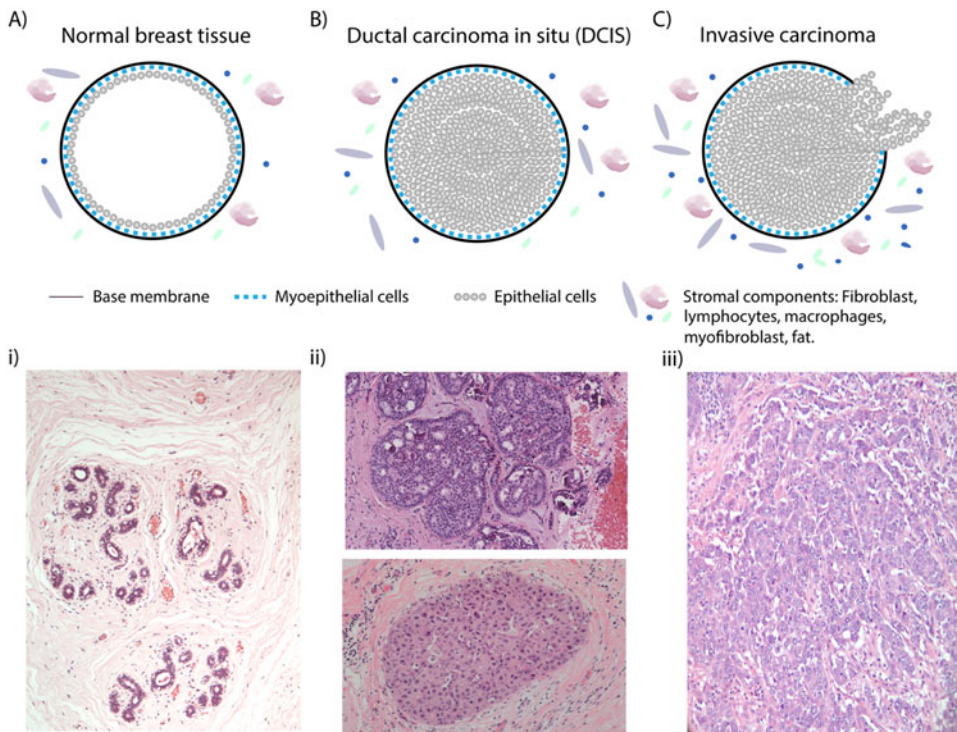 A)
Normal breast tissue
B)
Ductal carcinoma in situ (DCIS)
C)
Invasive carcinoma
Base membrane
Myoepithelial cells
Epithelial cells
Stromal components: Fibroblast,
lymphocytes, macrophages,
myofibroblast, fat.
i)
ii)
iii)